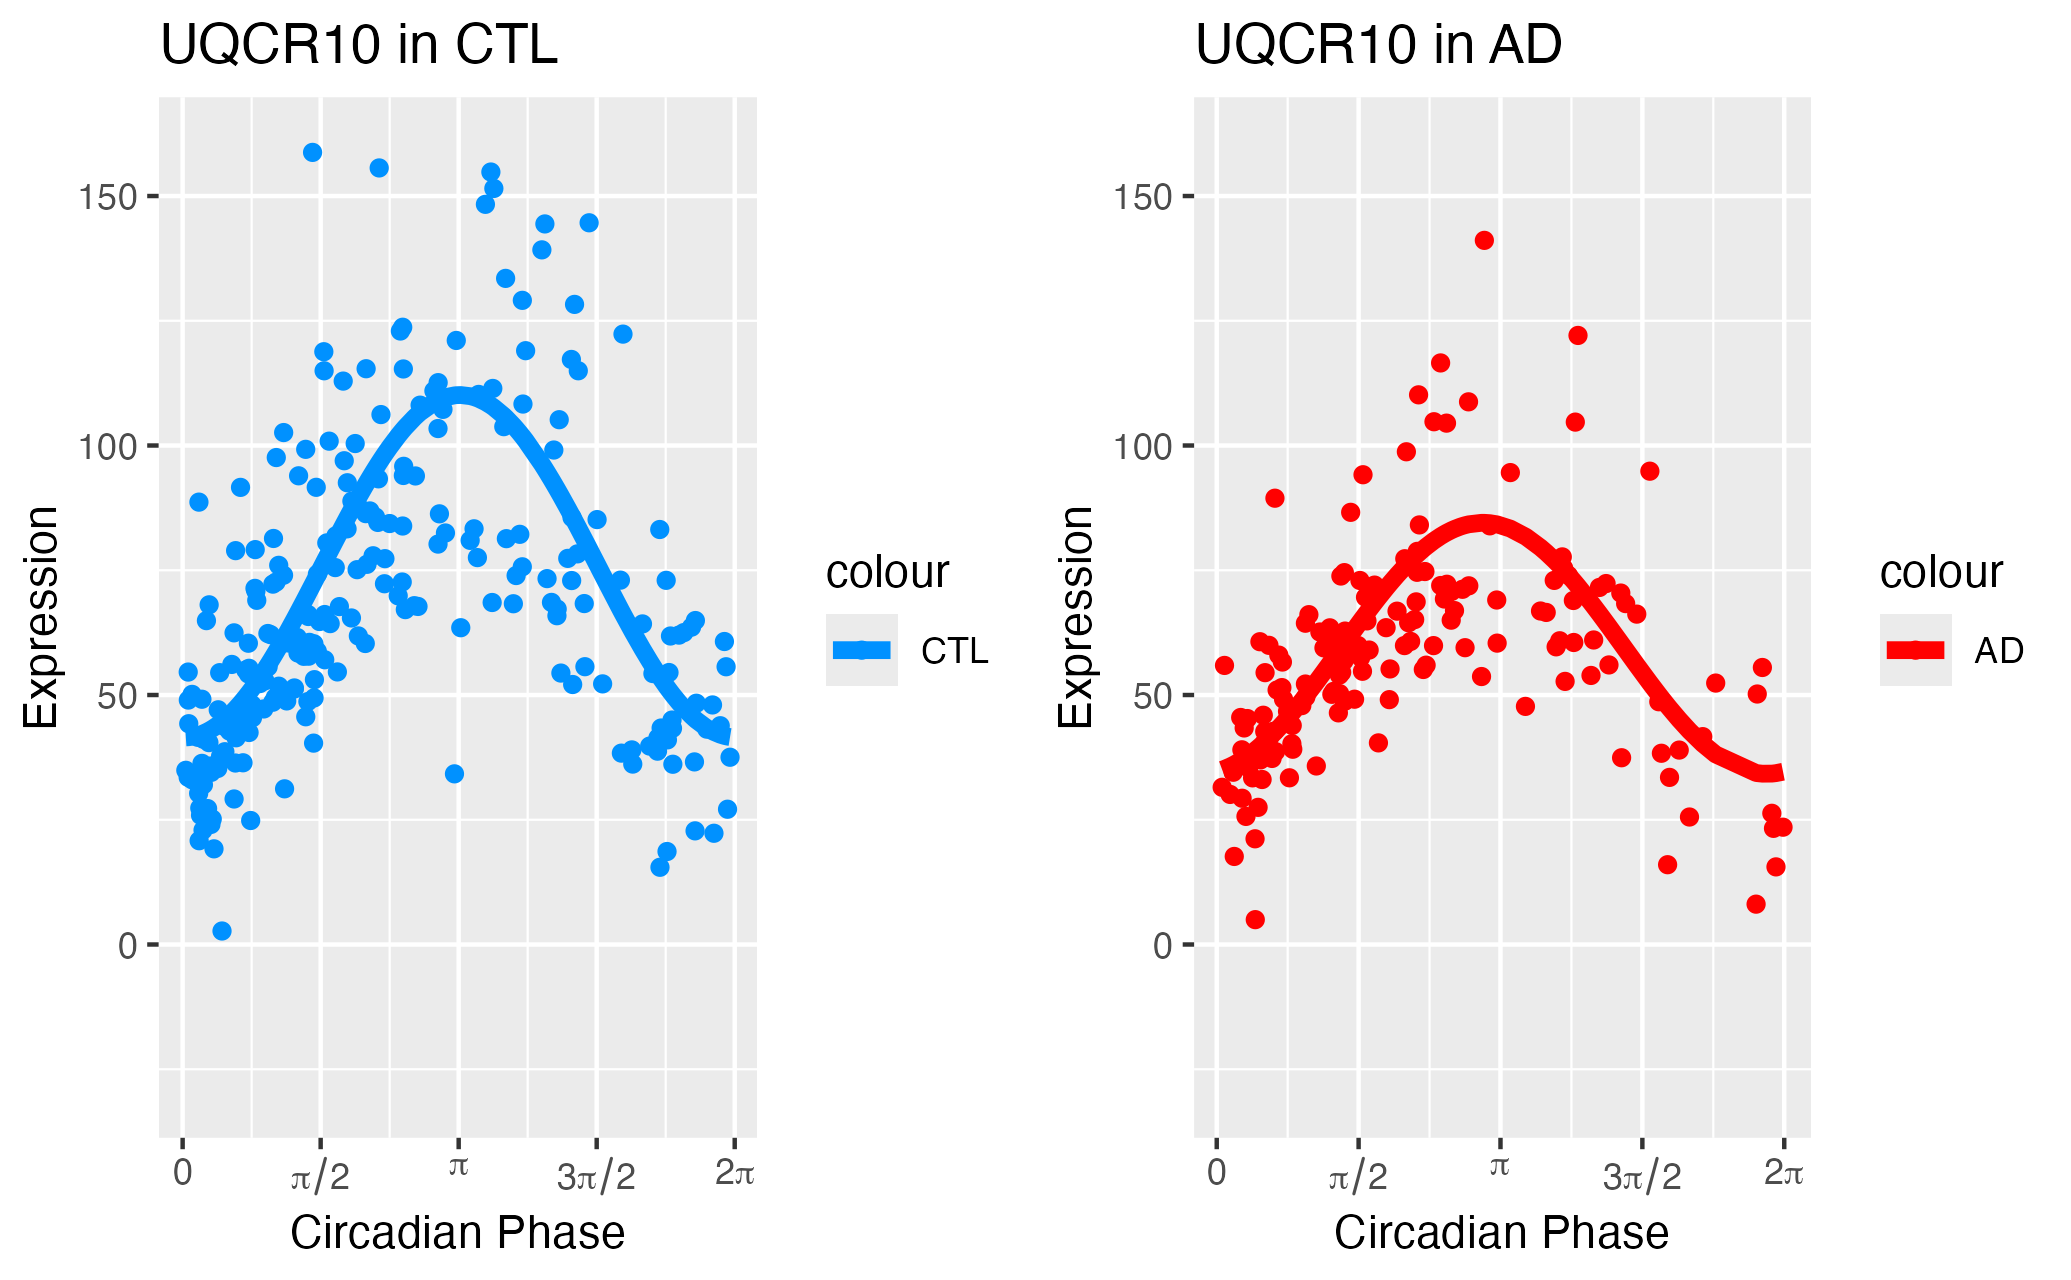 UQCR10 in CTL
150
100
50
0
Expression
0 π/2 π 3π/2 2π
Circadian Phase
colour
CTL
UQCR10 in AD
150
100
50
0
Expression
0 π/2 π 3π/2 2π
Circadian Phase
colour
AD